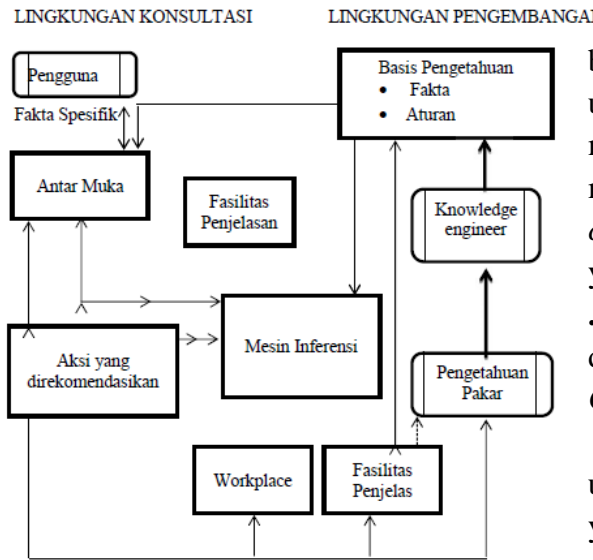 LINGKUNGAN KONSULTASI
LINGKUNGAN PENGEMBANGAN
Pengguna
Fakta Spesifik
Basis Pengetahuan
• Fakta
• Aturan
Antar Muka
Fasilitas
Penjelasan
Knowledge
engineer
Aksi yang
direkomendasikan
Mesin Inferensi
Pengetahuan
Pakar
Workplace
Fasilitas
Penjelas